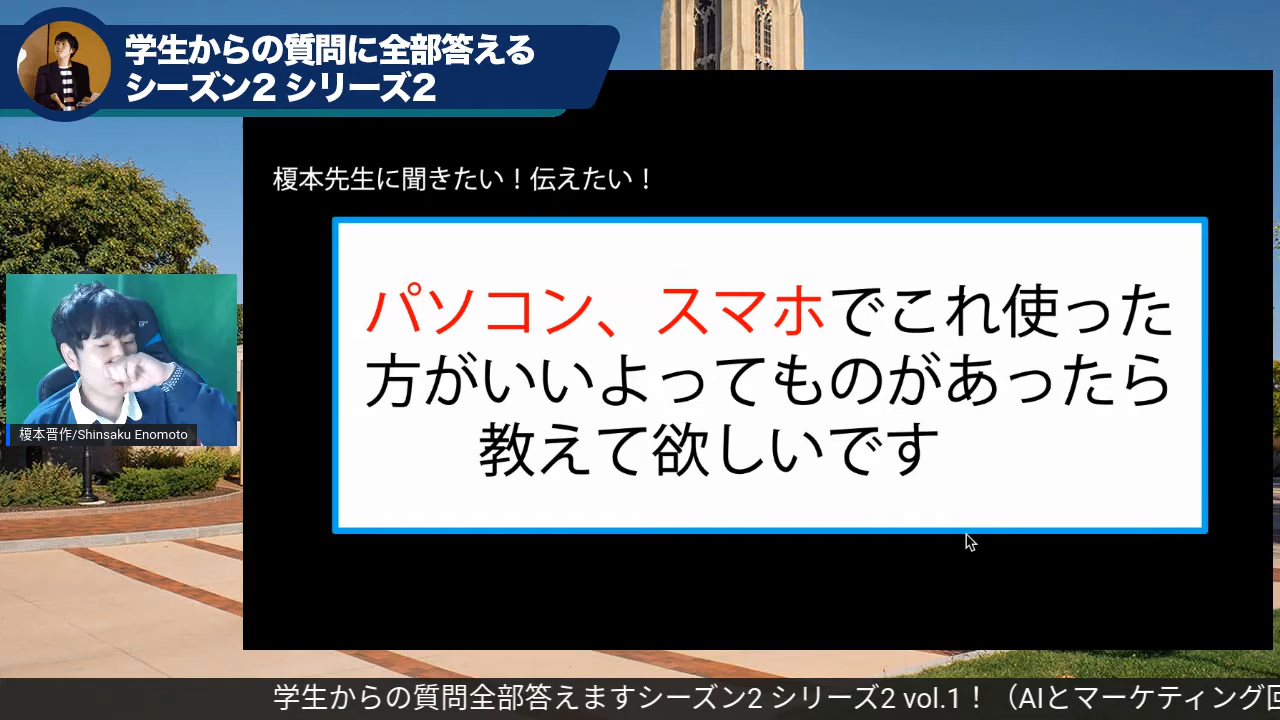 学生からの質問に全部答える
シーズン2 シリーズ2
榎本先生に聞きたい！伝えたい！
パソコン、スマホでこれ使った
方がいいよってものがあったら
教えて欲しいです
榎本晋作/Shinsaku Enomoto
学生からの質問全部答えますシーズン2 シリーズ2 vol.1！（AIとマーケティング回